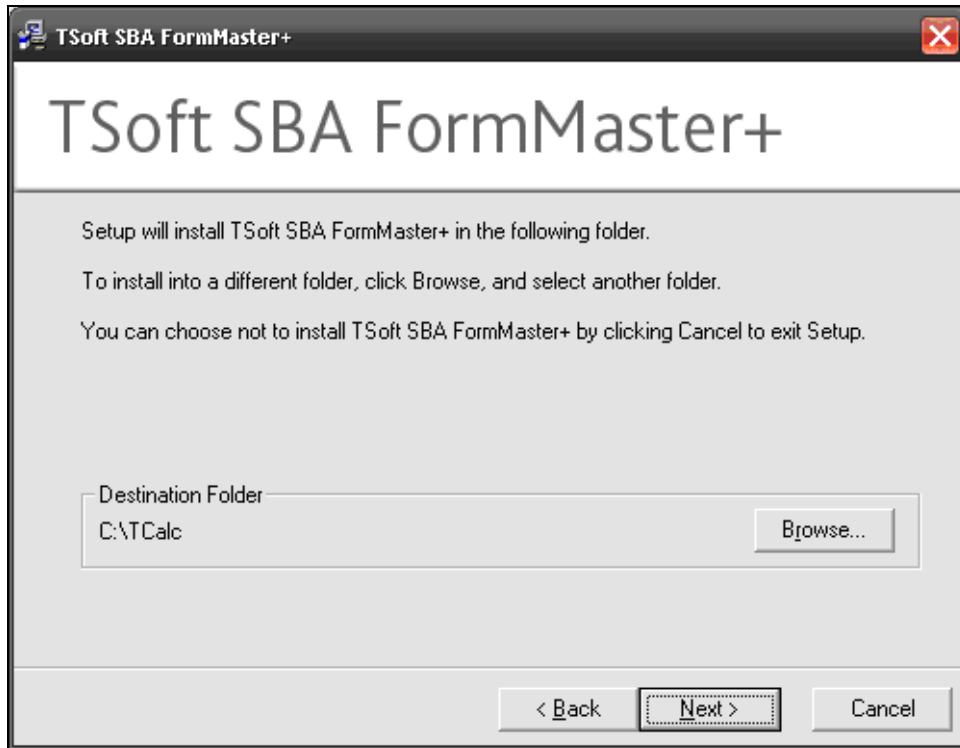 TSoft SBA FormMaster+
TSoft SBA FormMaster+
Setup will install TSoft SBA FormMaster+ in the following folder.
To install into a different folder, click Browse, and select another folder.
You can choose not to install TSoft SBA FormMaster+ by clicking Cancel to exit Setup.
Destination Folder
C:\TCalc
Browse...
< Back
Next >
Cancel